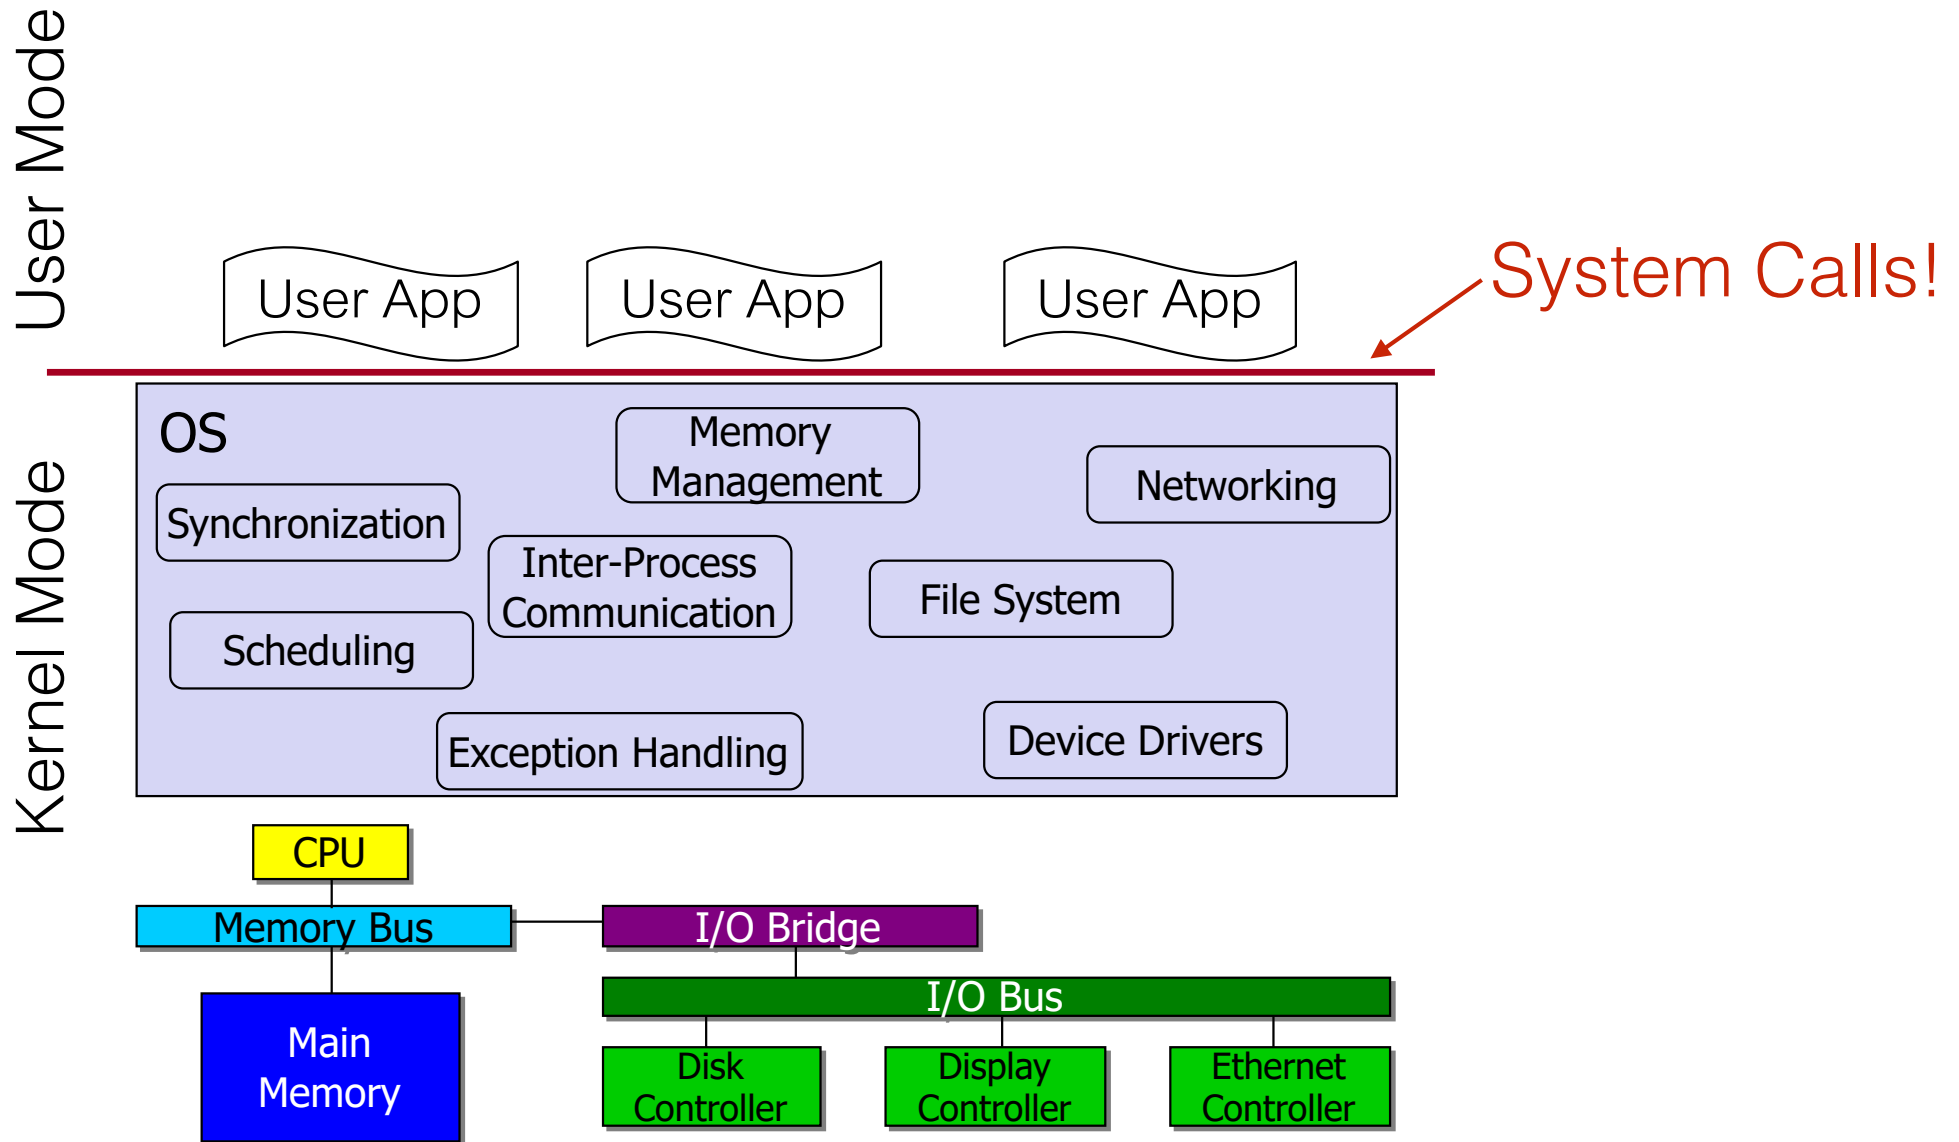 User Mode
User App
User App
User App
System Calls!
Kernel Mode
OS
Memory
Management
Networking
Synchronization
Inter-Process
Communication
File System
Scheduling
Exception Handling
Device Drivers
CPU
Memory Bus
I/O Bridge
I/O Bus
Main
Memory
Disk
Controller
Display
Controller
Ethernet
Controller